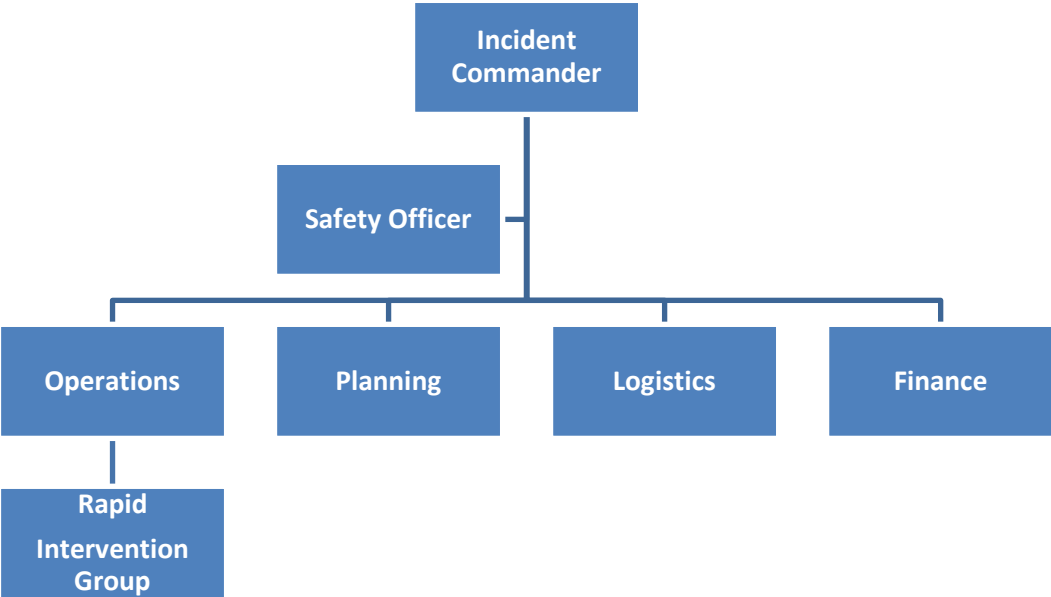 Incident
Commander
Safety Officer
Operations
Planning
Logistics
Finance
Rapid
Intervention
Group